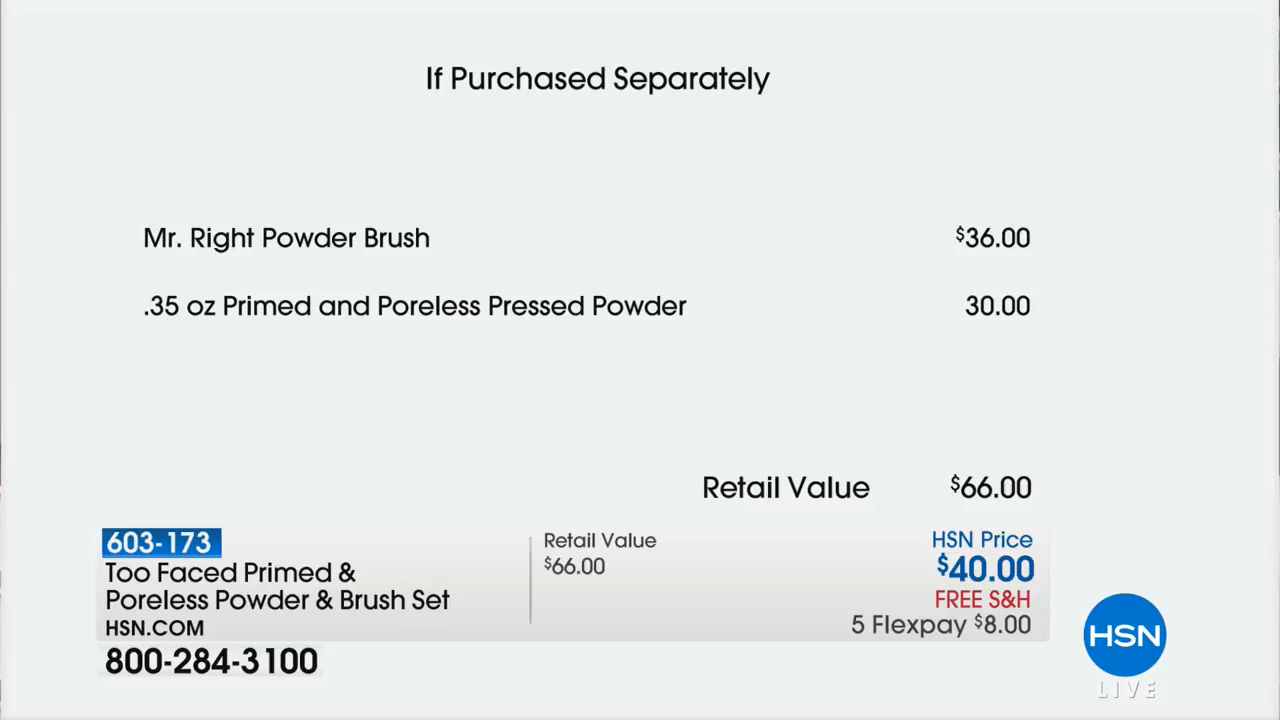 If Purchased Separately
Mr. Right Powder Brush $36.00
.35 oz Primed and Poreless Pressed Powder 30.00
Retail Value $66.00
603-173
Too Faced Primed &
Poreless Powder & Brush Set
HSN.COM
800-284-3100
Retail Value
$66.00
HSN Price
$40.00
FREE S&H
5 Flexpay $8.00
HSN
LIVE